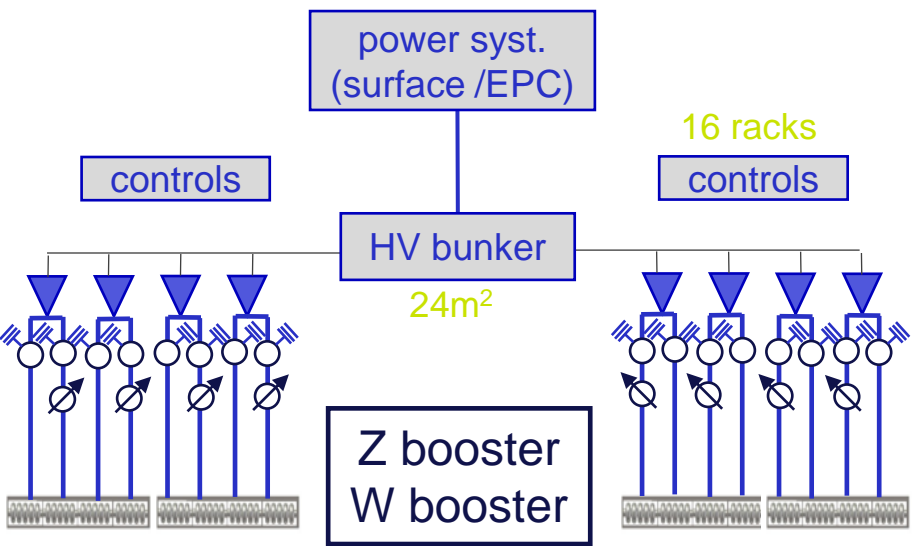 power syst.
(surface /EPC)
16 racks
controls
controls
HV bunker
24m²
Z booster
W booster